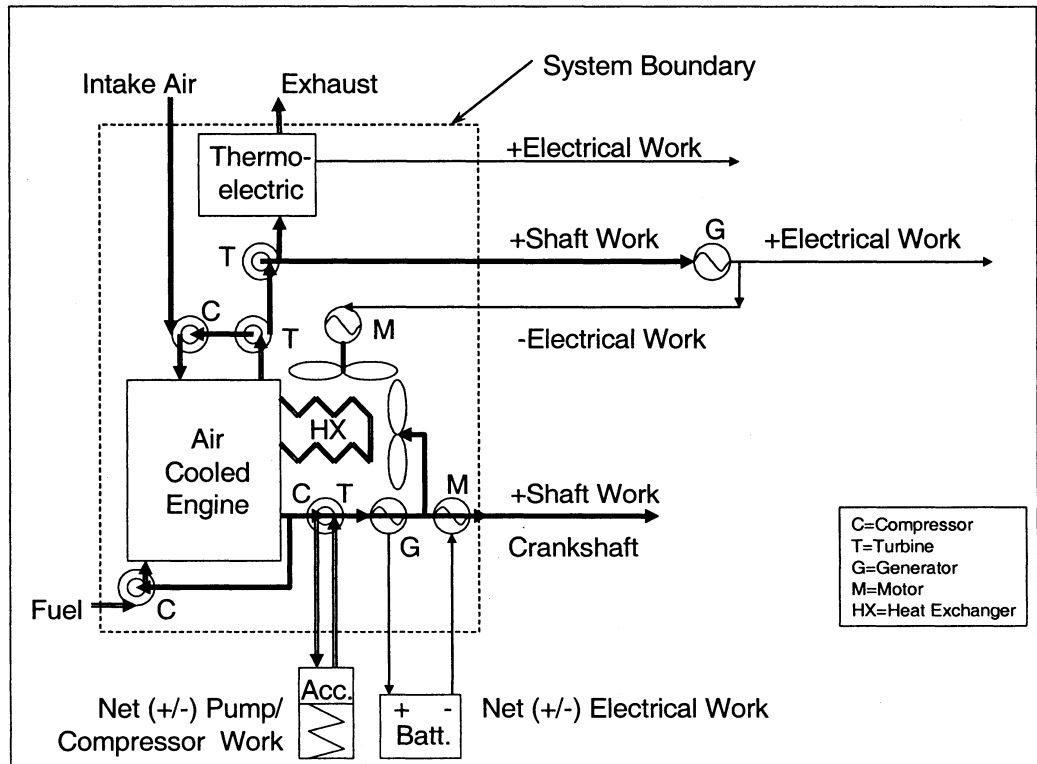 System Boundary
Intake Air
Exhaust
Thermo-
electric
+Electrical Work
T
+Shaft Work
G
+Electrical Work
C
T
M
-Electrical Work
HX
Air
Cooled
Engine
C
T
M
+Shaft Work
G
Crankshaft
Fuel
C
C=Compressor
T=Turbine
G=Generator
M=Motor
HX=Heat Exchanger
Acc.
Net (+/-) Pump/
Compressor Work
+ -
Batt.
Net (+/-) Electrical Work